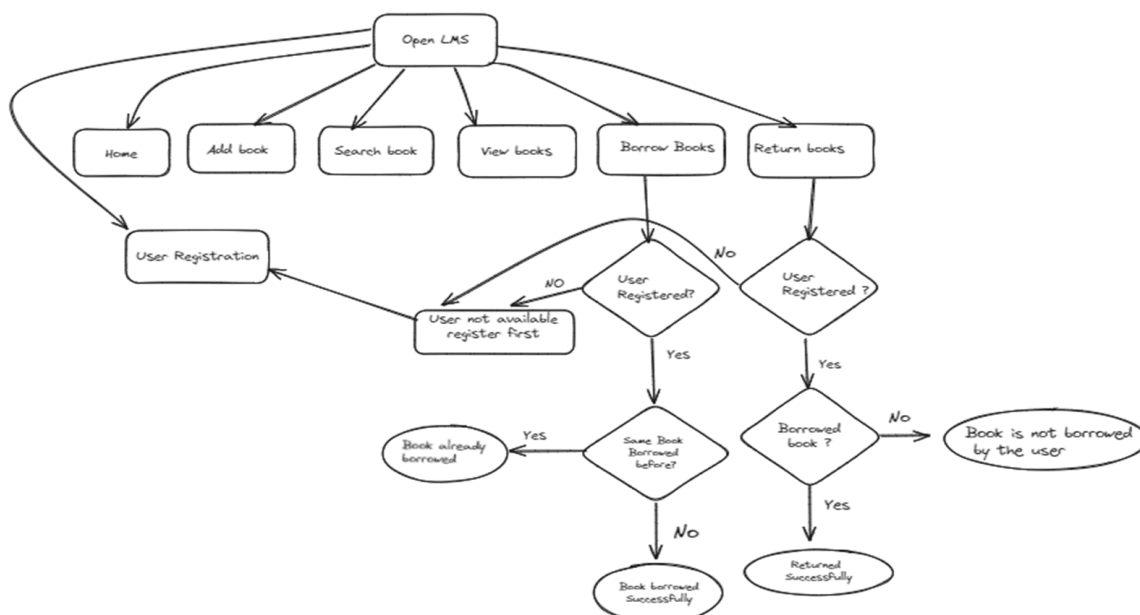 Open LMS
Home
Add book
Search book
View books
Borrow Books
Return books
User Registration
User
Registered?
No
User
Registered ?
NO
User not available
register first
Yes
Yes
Book already
borrowed
Yes
Same Book
Borrowed
before?
Borrowed
book ?
No
Book is not borrowed
by the user
No
Yes
Book borrowed
Successfully
Returned
Successfully